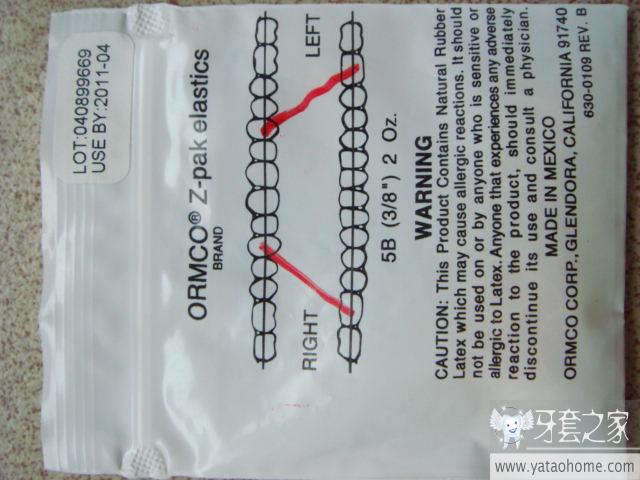 LOT:040899669
USE BY:2011-04
ORMCO® Z-pak elastics
BRAND
RIGHT LEFT
5B (3/8") 2 Oz.
WARNING
CAUTION: This Product Contains Natural Rubber
Latex which may cause allergic reactions. It should
not be used on or by anyone who is sensitive or
allergic to Latex. Anyone that experiences any adverse
reaction to the product, should immediately
discontinue its use and consult a physician.
MADE IN MEXICO
ORMCO CORP., GLENDORA, CALIFORNIA 91740
630-0109 REV. B
牙套之家
www.yataohome.com